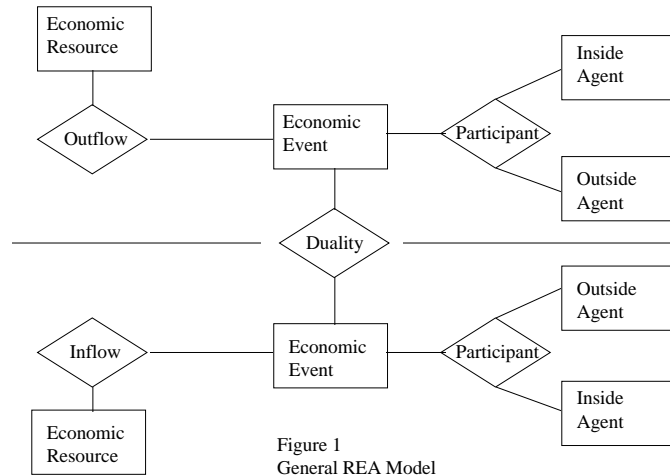 Economic
Resource
Inside
Agent
Outflow
Economic
Event
Participant
Outside
Agent
Duality
Outside
Agent
Inflow
Economic
Event
Participant
Economic
Resource
Inside
Agent
Figure 1
General REA Model